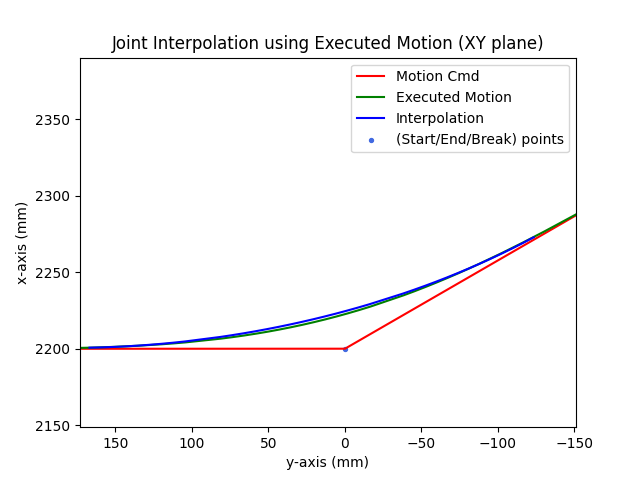 Joint Interpolation using Executed Motion (XY plane)
Motion Cmd
Executed Motion
Interpolation
(Start/End/Break) points
x-axis (mm)
2350
2300
2250
2200
2150
150
100
50
0
−50
−100
−150
y-axis (mm)